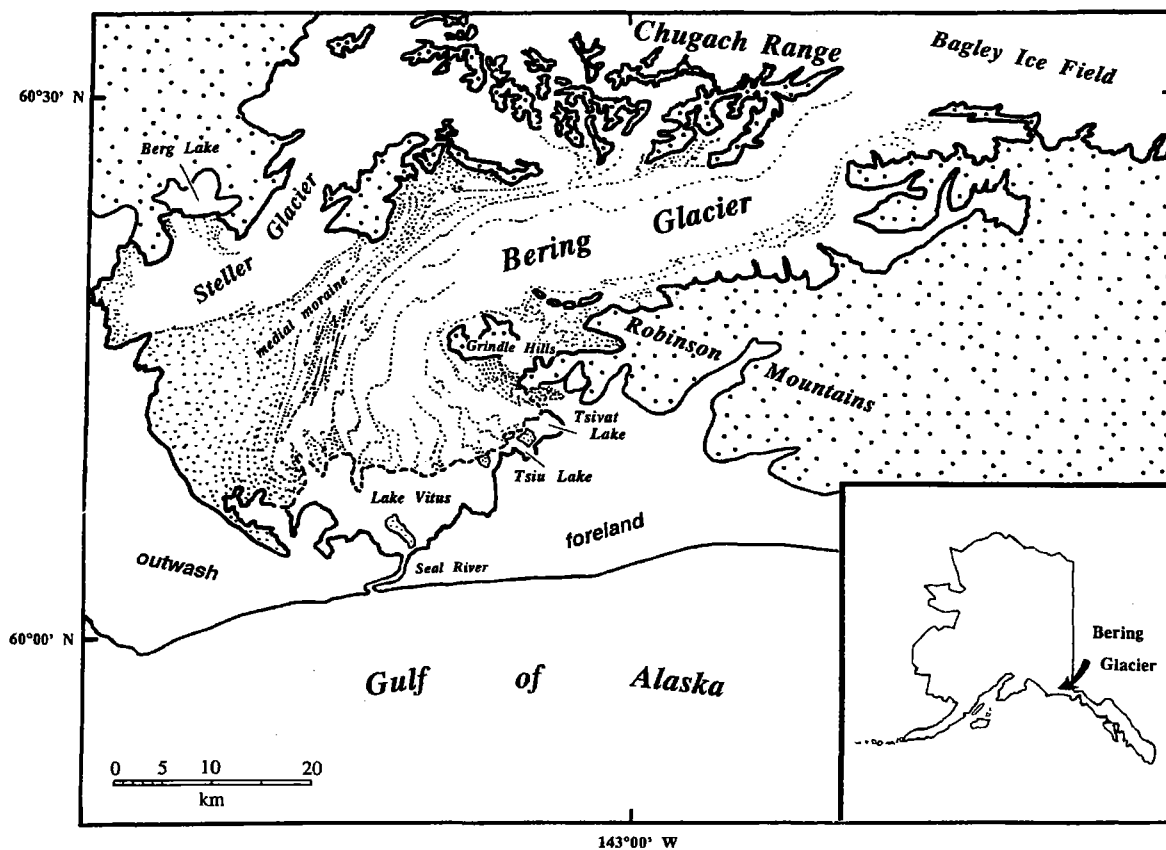 Chugach Range
Bagley Ice Field
60°30' N
Berg Lake
Steller Glacier
Bering Glacier
medial moraine
Grindle Hills
Robinson Mountains
Tsivat
Lake
Tsiu Lake
Lake Vitus
foreland
outwash
Seal River
60°00' N
Gulf of Alaska
Bering
Glacier
0 5 10 20
km
143°00' W